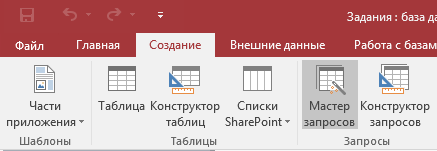 Задания : база да
Файл Главная Создание Внешние данные Работа с базам
Части приложения Таблица Конструктор таблиц Списки SharePoint Мастер запросов Конструктор запросов
Шаблоны Таблицы Запросы